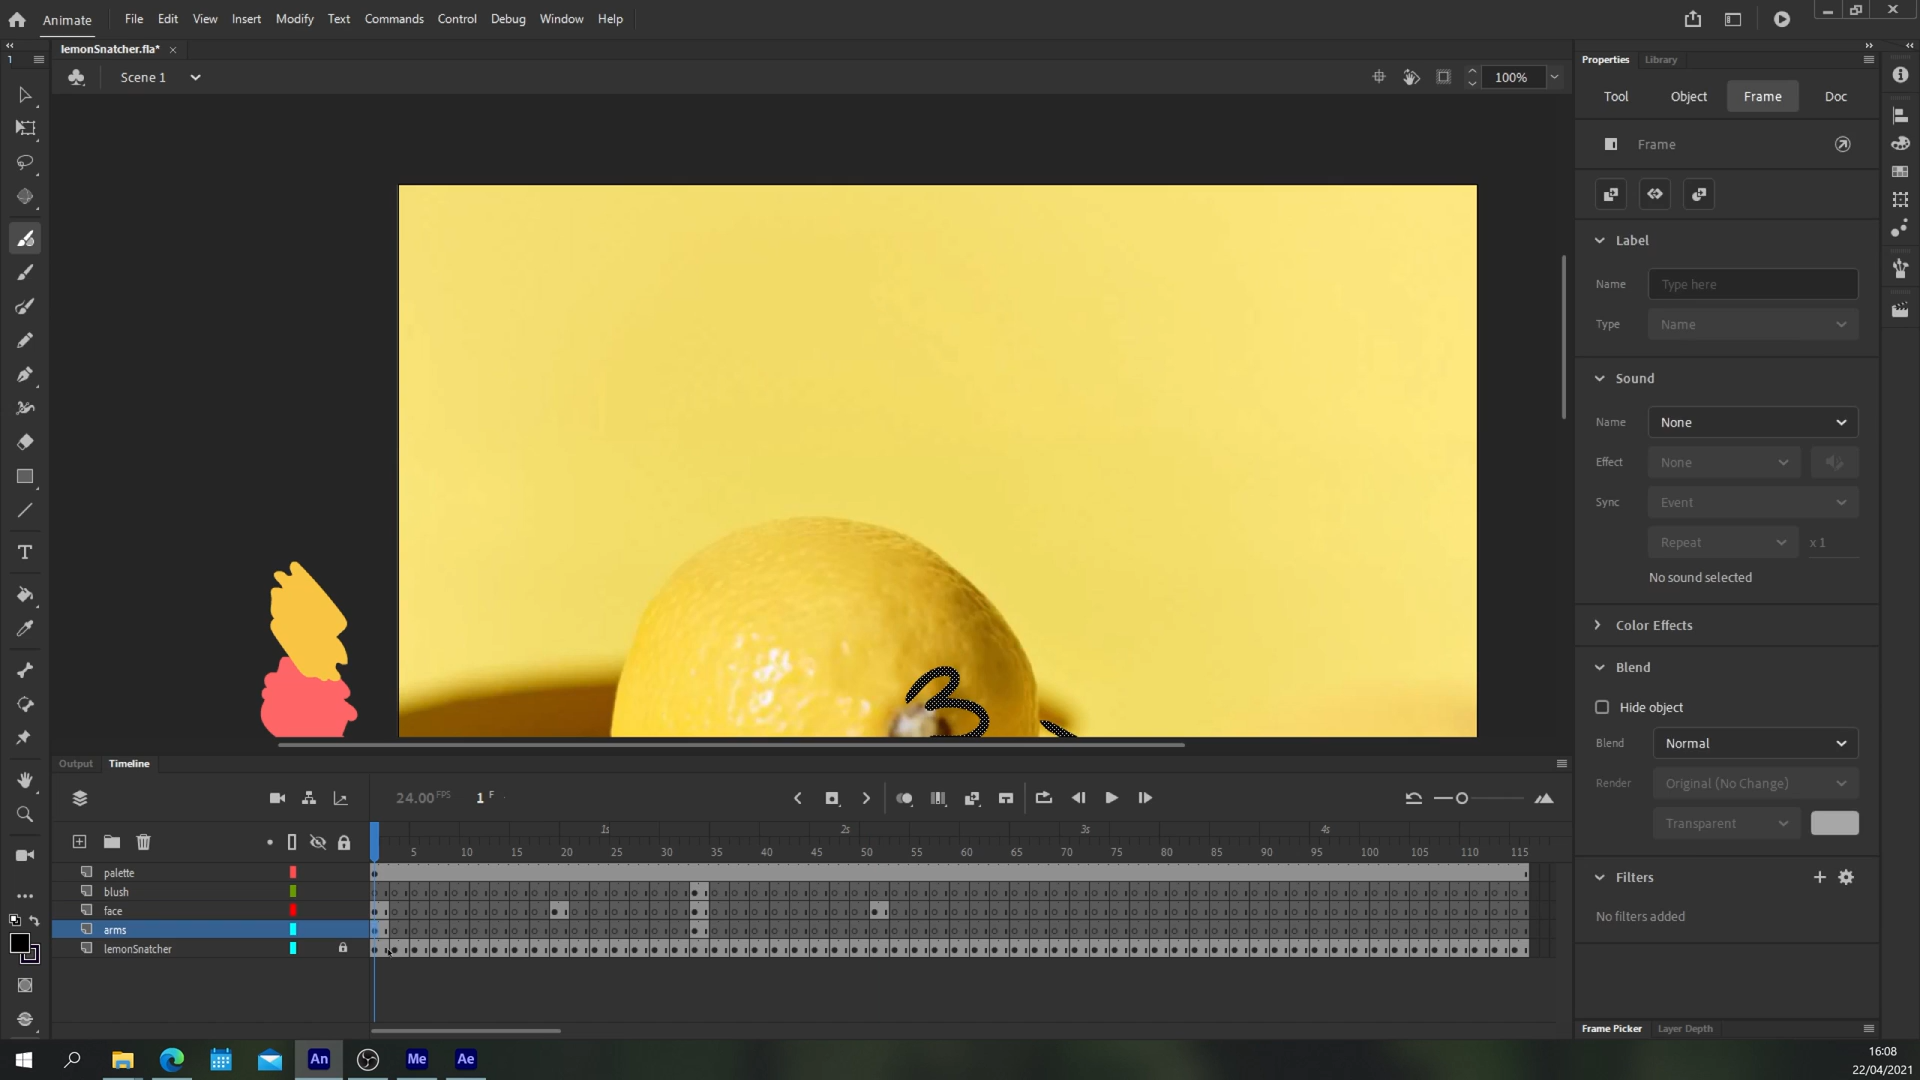 Animate File Edit View Insert Modify Text Commands Control Debug Window Help
lemonSnatcher.fla* ×
1
Scene 1 100%
Properties Library
Tool Object Frame Doc
Frame
Label
Name Type here
Type Name
Sound
Name None
Effect None
Sync Event
Repeat x 1
No sound selected
Color Effects
Blend
Hide object
Blend Normal
Render Original (No Change)
Transparent
Filters
No filters added
Frame Picker Layer Depth
Output Timeline
24.00 FPS 1 F
1s 2s 3s 4s
5 10 15 20 25 30 35 40 45 50 55 60 65 70 75 80 85 90 95 100 105 110 115
palette
blush
face
arms
lemonSnatcher
An Me Ae
16:08
22/04/2021